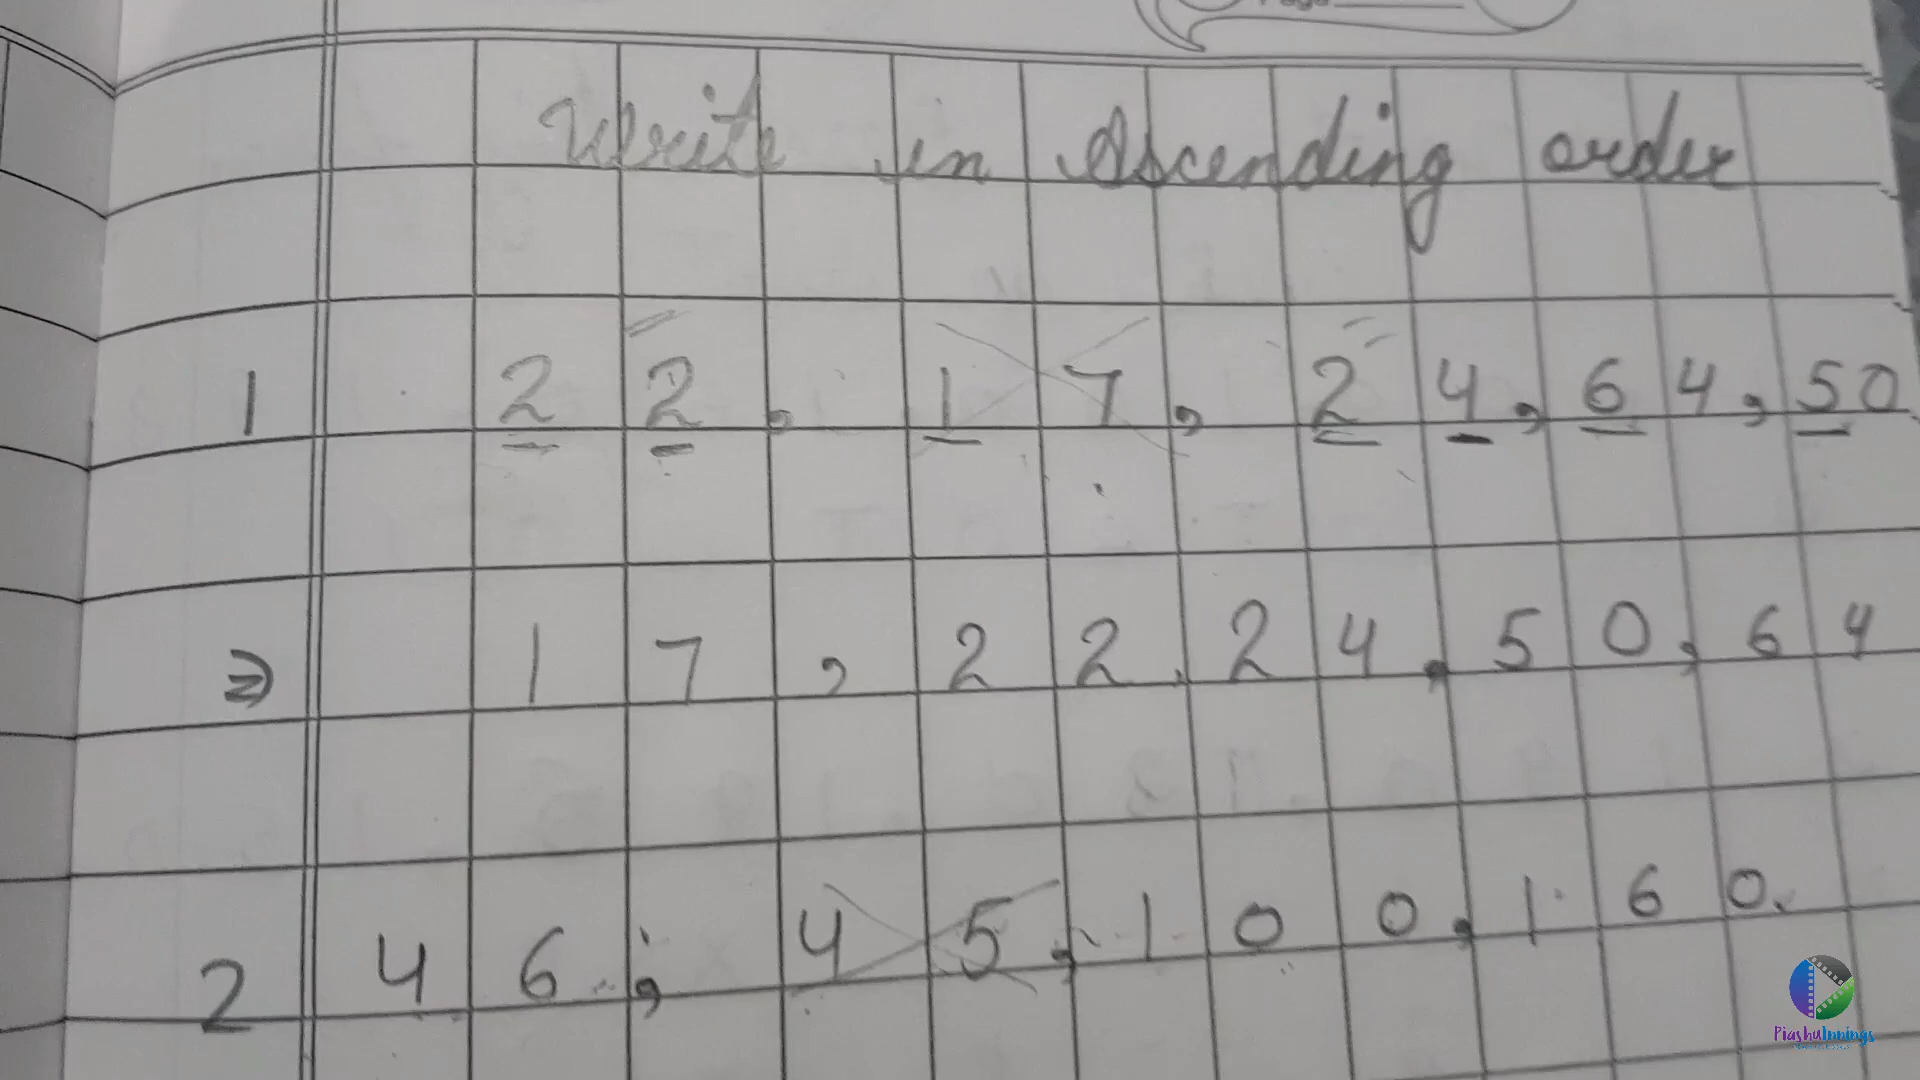 Write in Ascending order
1 22, 17, 24, 64, 50
⇒ 17, 22, 24, 50, 64
2 46, 45, 100, 160.
PiashuInnings